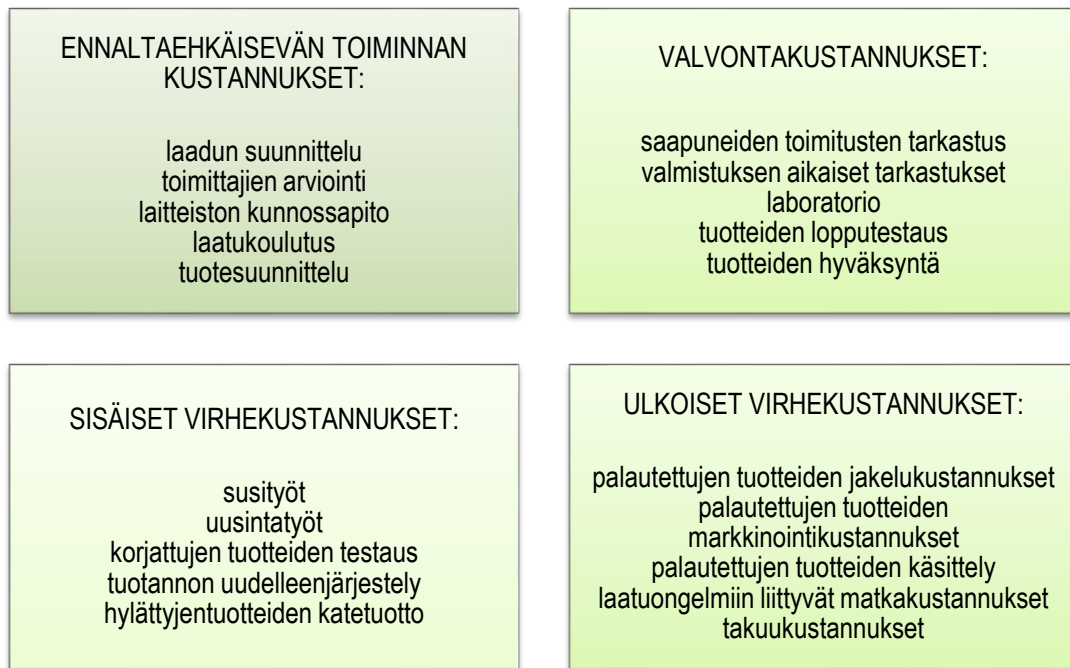 ENNALTAEHKÄISEVÄN TOIMINNAN
KUSTANNUKSET:
laadun suunnittelu
toimittajien arviointi
laitteiston kunnossapito
laatukoulutus
tuotesuunnittelu
VALVONTAKUSTANNUKSET:
saapuneiden toimitusten tarkastus
valmistuksen aikaiset tarkastukset
laboratorio
tuotteiden lopputestaus
tuotteiden hyväksyntä
SISÄISET VIRHEKUSTANNUKSET:
susityöt
uusintatyöt
korjattujen tuotteiden testaus
tuotannon uudelleenjärjestely
hylättyjentuotteiden katetuotto
ULKOISET VIRHEKUSTANNUKSET:
palautettujen tuotteiden jakelukustannukset
palautettujen tuotteiden
markkinointikustannukset
palautettujen tuotteiden käsittely
laatuongelmiin liittyvät matkakustannukset
takuukustannukset